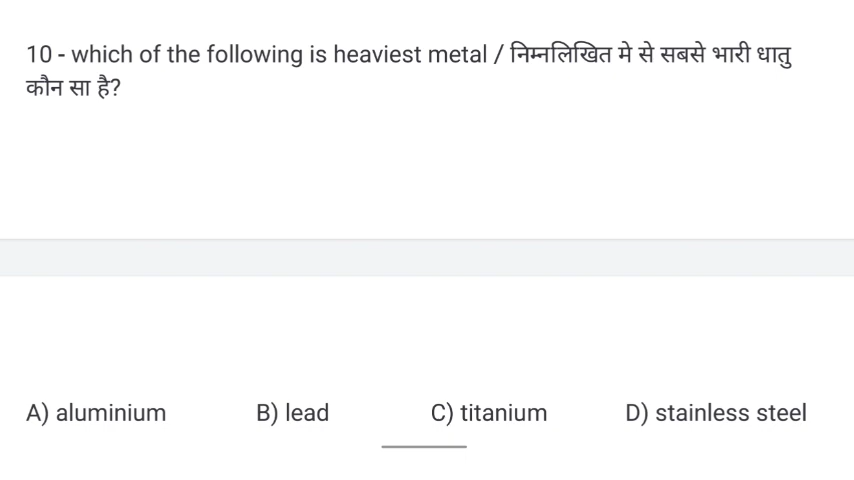 10 - which of the following is heaviest metal / निम्नलिखित मे से सबसे भारी धातु
कौन सा है?
A) aluminium B) lead C) titanium D) stainless steel